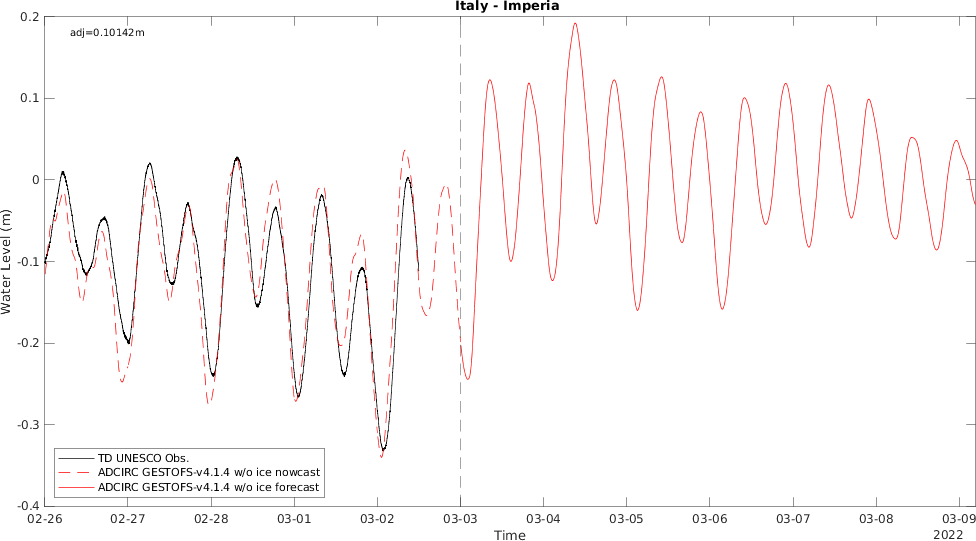 Italy - Imperia
adj=0.10142m
0.2
0.1
0
-0.1
-0.2
-0.3
-0.4
Water Level (m)
TD UNESCO Obs.
ADCIRC GESTOFS-v4.1.4 w/o ice nowcast
ADCIRC GESTOFS-v4.1.4 w/o ice forecast
02-26 02-27 02-28 03-01 03-02 03-03 03-04 03-05 03-06 03-07 03-08 03-09
Time
2022